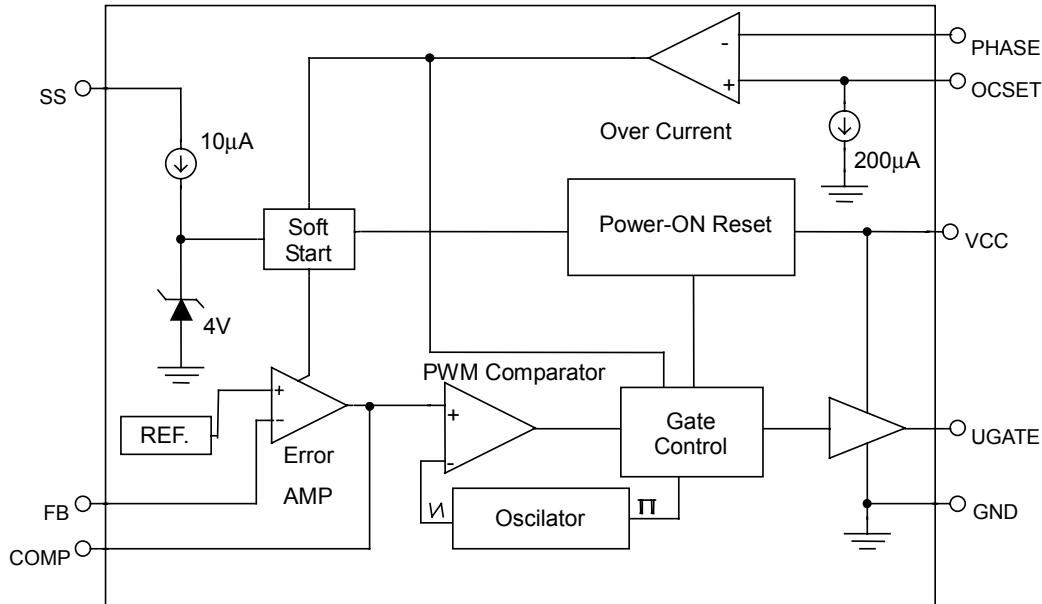 PHASE
SS
OCSET
-
+
10μA
Over Current
200μA
Soft
Start
Power-ON Reset
VCC
4V
PWM Comparator
+
+
REF.
-
Gate
Control
UGATE
Error
-
AMP
FB
Oscilator
GND
COMP